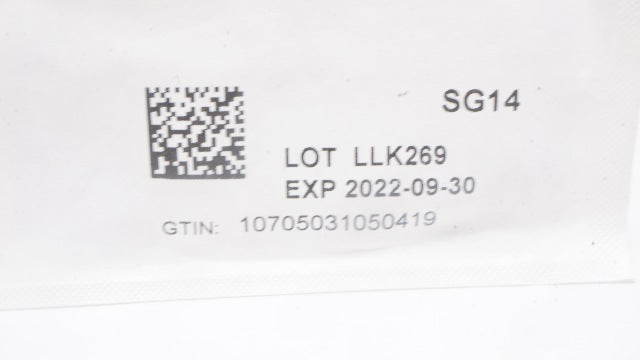 SG14
LOT LLK269
EXP 2022-09-30
GTIN: 10705031050419